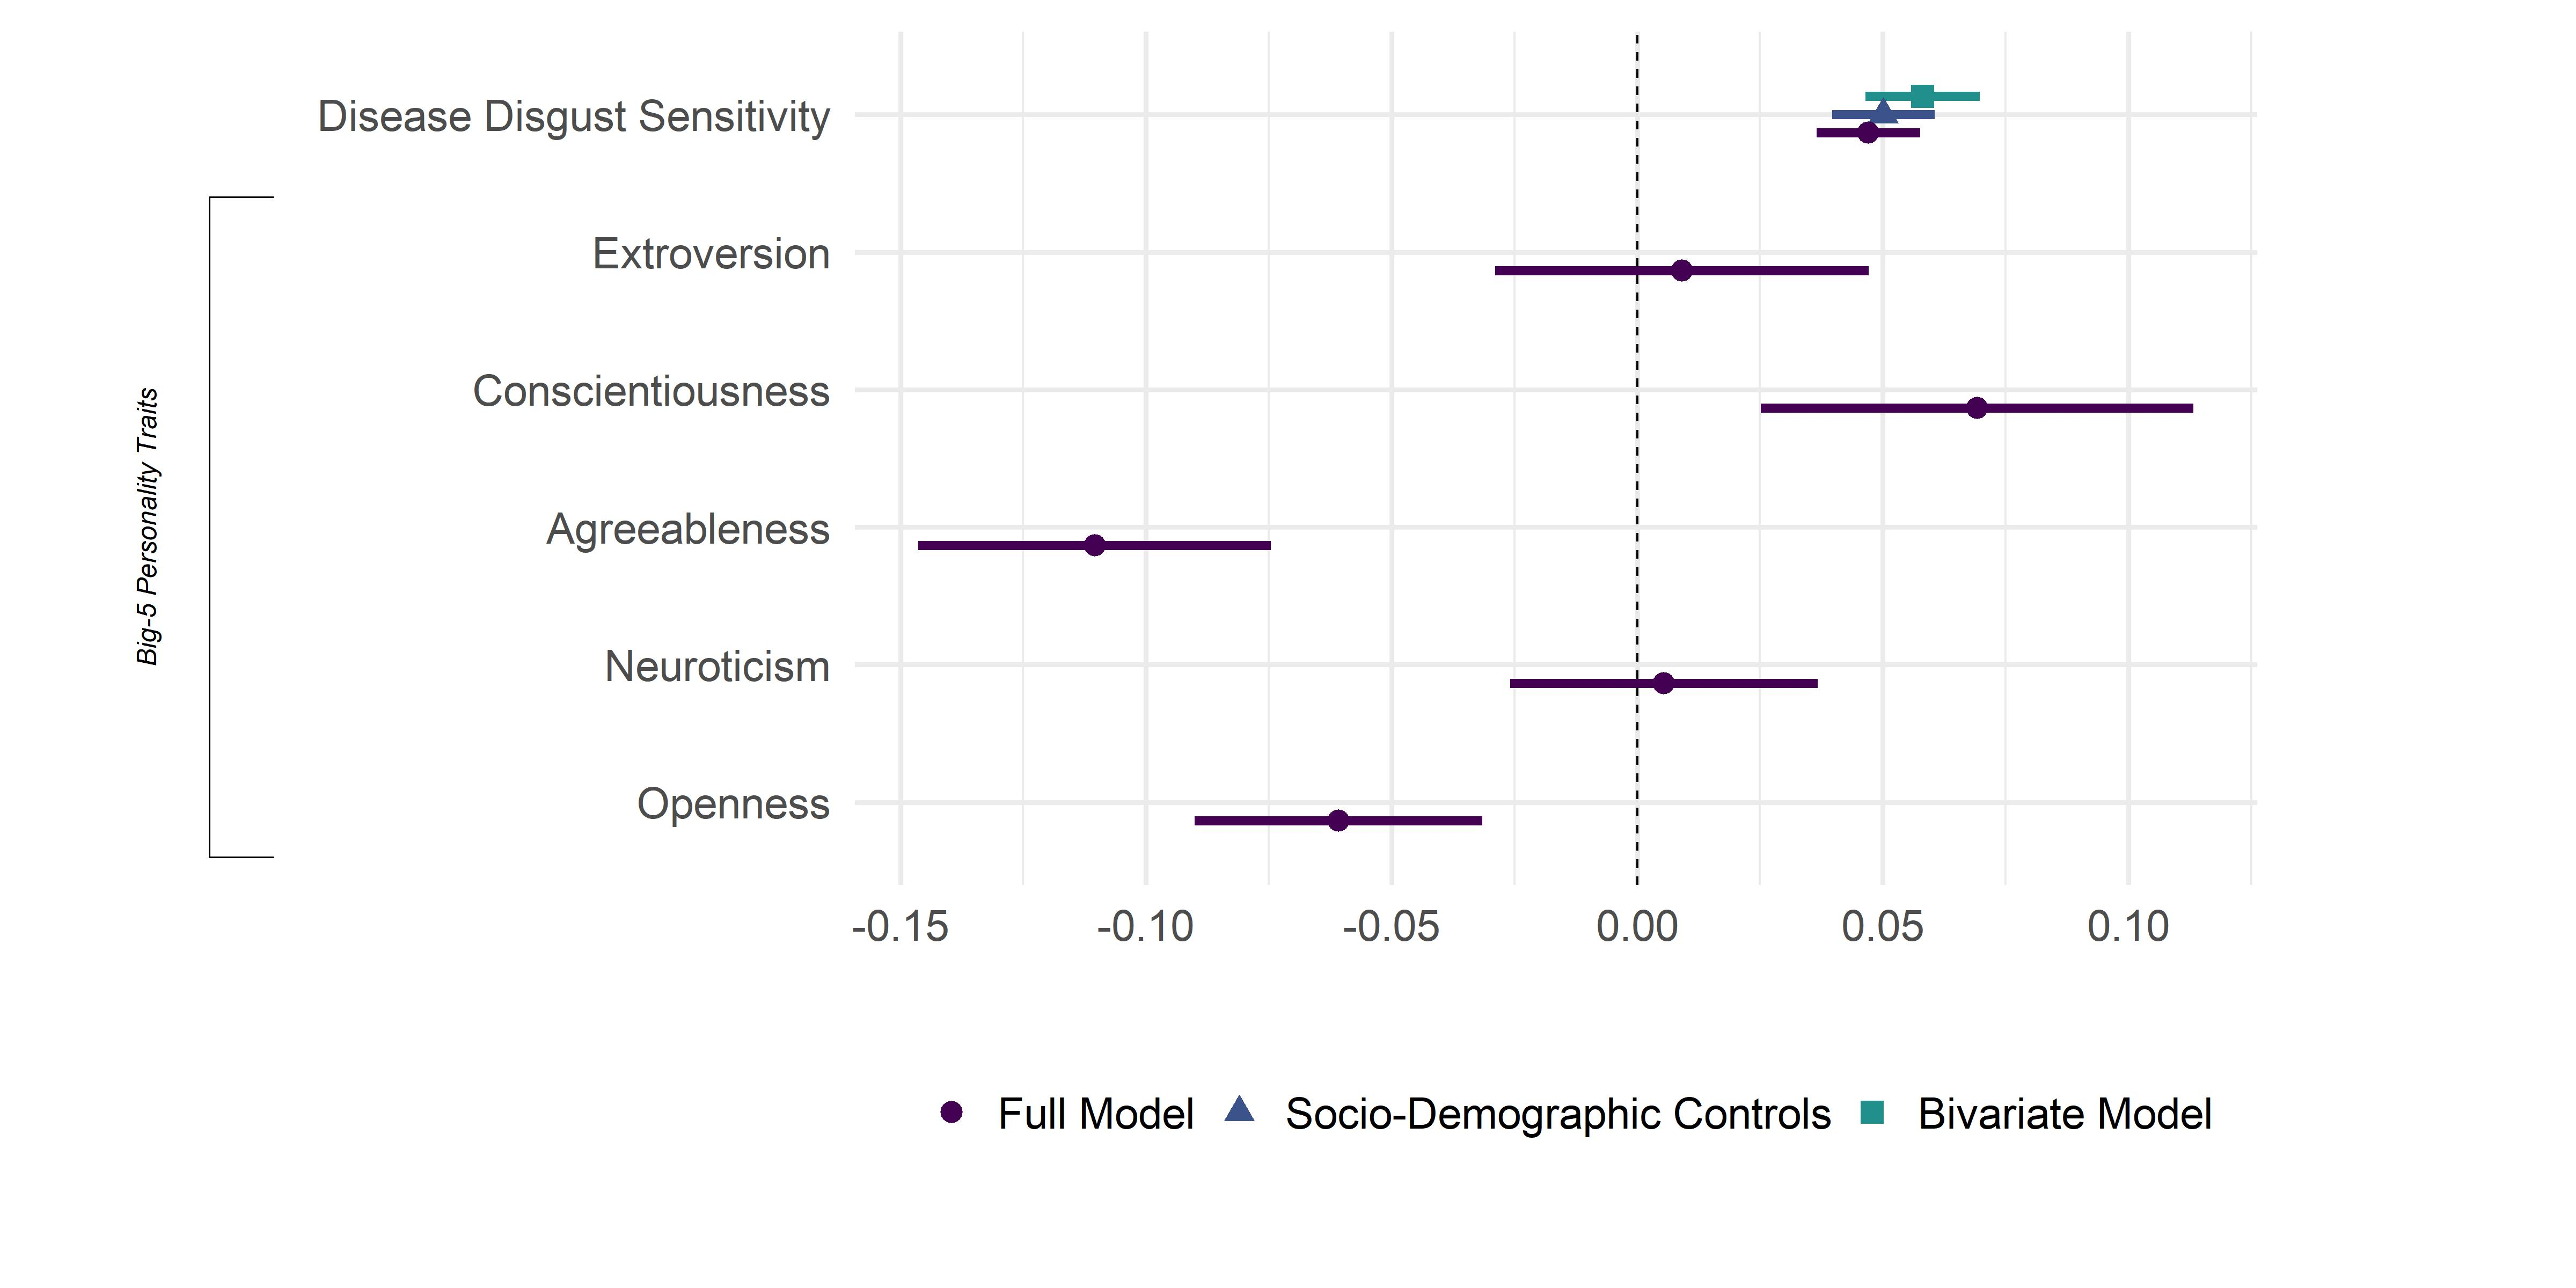 Disease Disgust Sensitivity
Big-5 Personality Traits
Extroversion
Conscientiousness
Agreeableness
Neuroticism
Openness
-0.15 -0.10 -0.05 0.00 0.05 0.10
Full Model Socio-Demographic Controls Bivariate Model